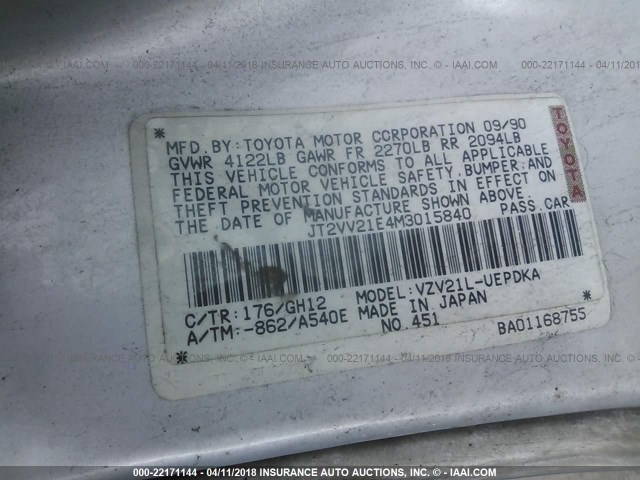 000-22171144 - 04/11/2018 INSURANCE AUTO AUCTIONS, INC. © - IAAI.COM
MFD. BY: TOYOTA MOTOR CORPORATION 09/90
GVWR 4122LB GAWR FR 2270LB RR 2094LB
THIS VEHICLE CONFORMS TO ALL APPLICABLE
FEDERAL MOTOR VEHICLE SAFETY, BUMPER, AND
THEFT PREVENTION STANDARDS IN EFFECT ON
THE DATE OF MANUFACTURE SHOWN ABOVE.
JT2VV21E4M3015840 PASS. CAR
TOYOTA
C/TR: 176/GH12 MODEL: VZV21L-UEPDKA
A/TM: -862/A540E MADE IN JAPAN
NO. 451 BA01168755
000-22171144 - 04/11/2018 INSURANCE AUTO AUCTIONS, INC. © - IAAI.COM